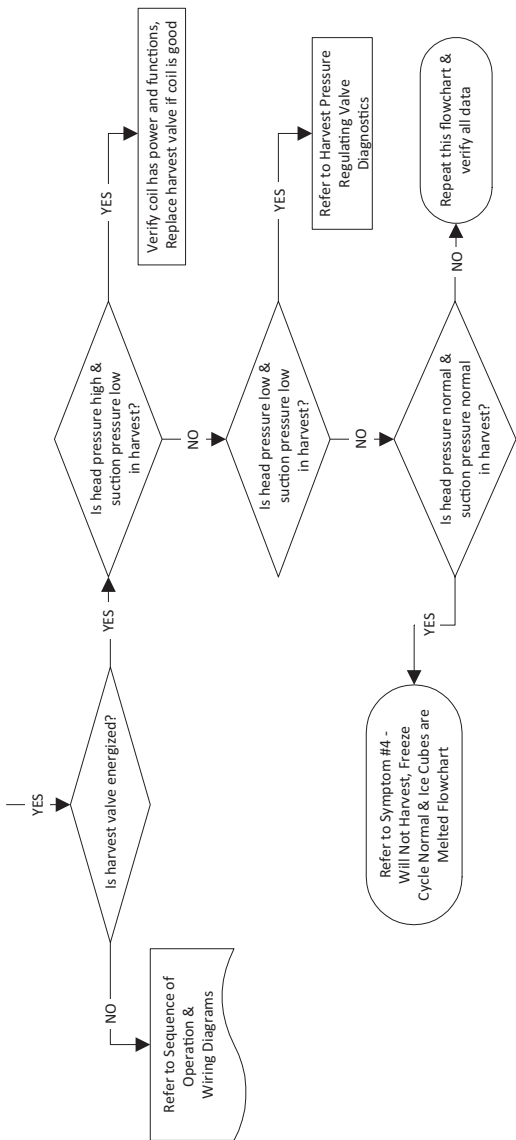 YES
Is harvest valve energized?
NO
Refer to Sequence of
Operation &
Wiring Diagrams
YES
Is head pressure high &
suction pressure low
in harvest?
YES
Verify coil has power and functions,
Replace harvest valve if coil is good
NO
Is head pressure low &
suction pressure low
in harvest?
YES
Refer to Harvest Pressure
Regulating Valve
Diagnostics
NO
Is head pressure normal &
suction pressure normal
in harvest?
YES
Refer to Symptom #4 -
Will Not Harvest, Freeze
Cycle Normal & Ice Cubes are
Melted Flowchart
NO
Repeat this flowchart &
verify all data